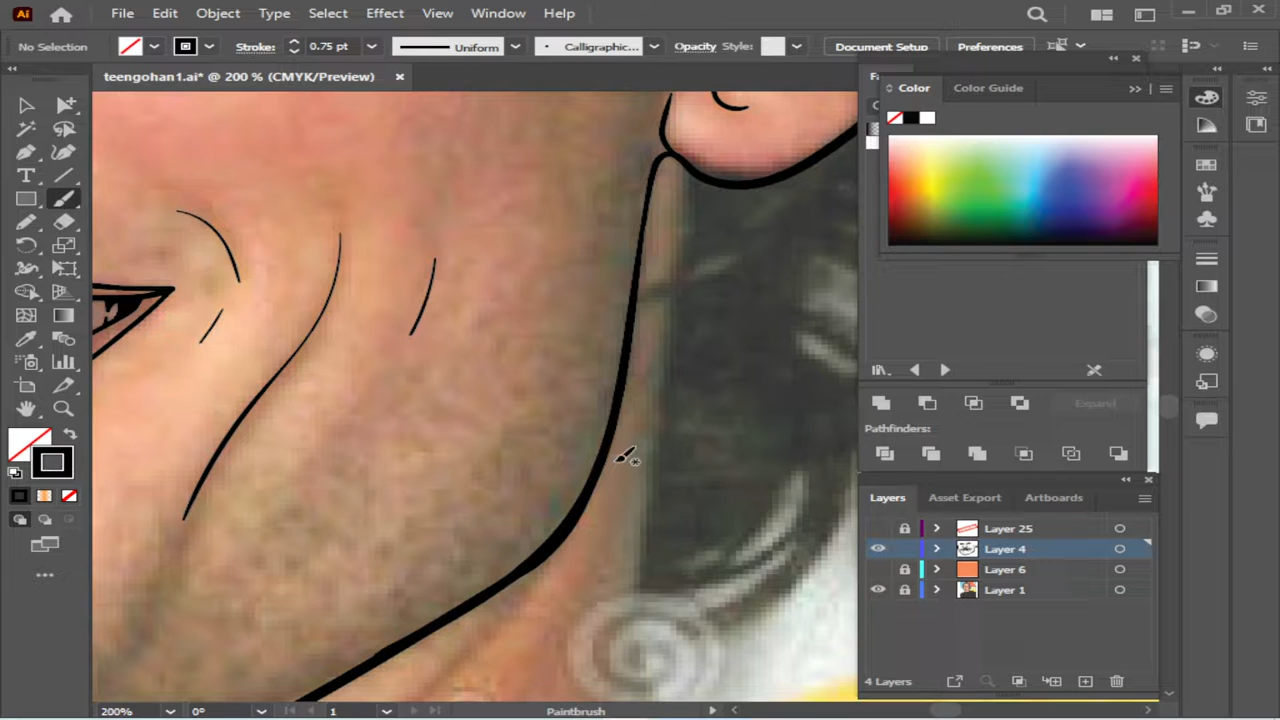 Ai File Edit Object Type Select Effect View Window Help
No Selection Stroke: 0.75 pt Uniform Calligraphic... Opacity Style: Document Setup Preferences
teengohan1.ai* @ 200 % (CMYK/Preview)
Color Color Guide
Expand
Pathfinders:
Layers Asset Export Artboards
Layer 25
Layer 4
Layer 6
Layer 1
4 Layers
200% 0° 1 Paintbrush